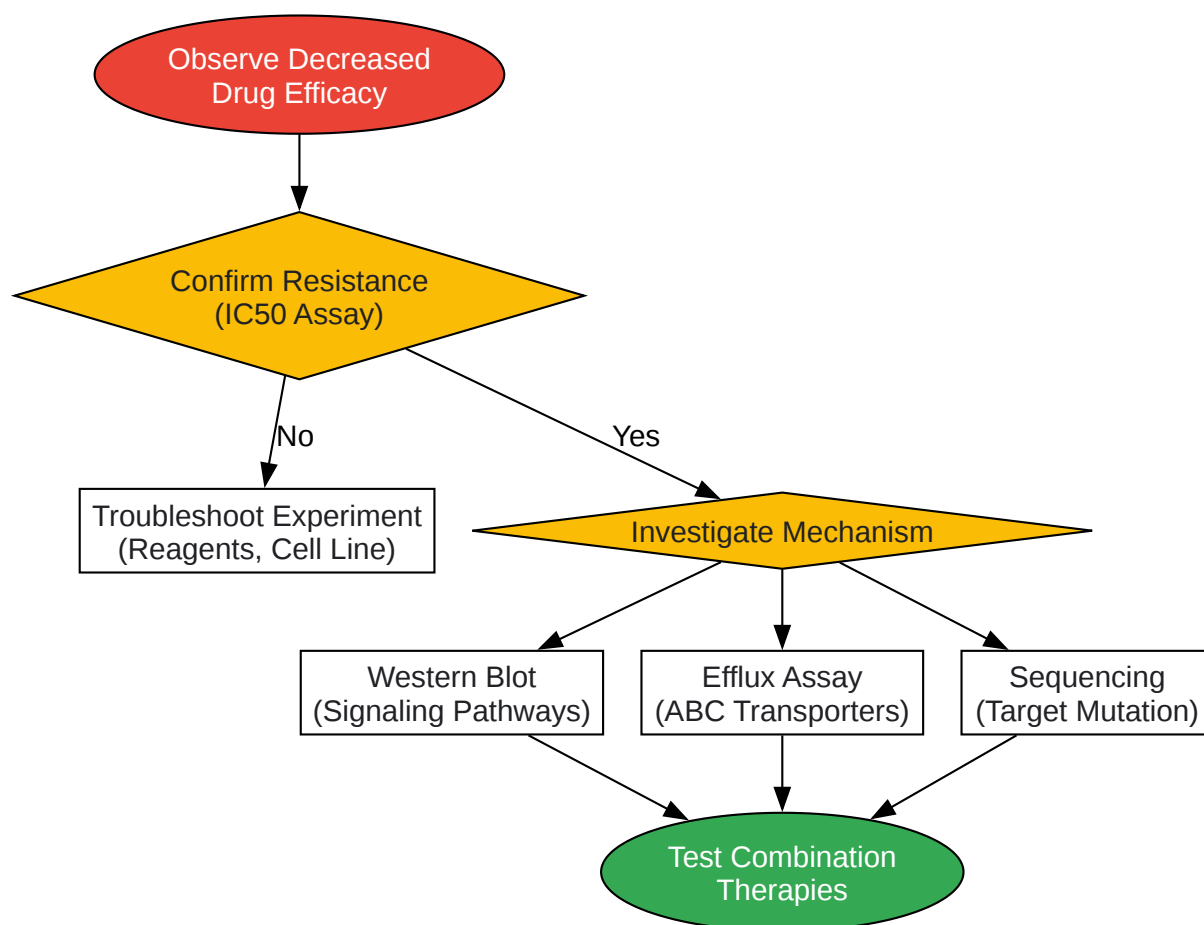 Observe Decreased
Drug Efficacy
Confirm Resistance
(IC50 Assay)
No
Yes
Troubleshoot Experiment
(Reagents, Cell Line)
Investigate Mechanism
Western Blot
(Signaling Pathways)
Efflux Assay
(ABC Transporters)
Sequencing
(Target Mutation)
Test Combination
Therapies